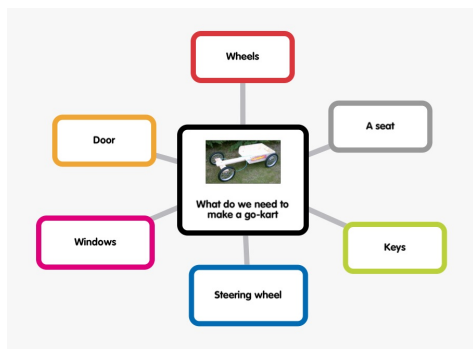 Wheels
A seat
Door
What do we need to
make a go-kart
Windows
Keys
Steering wheel